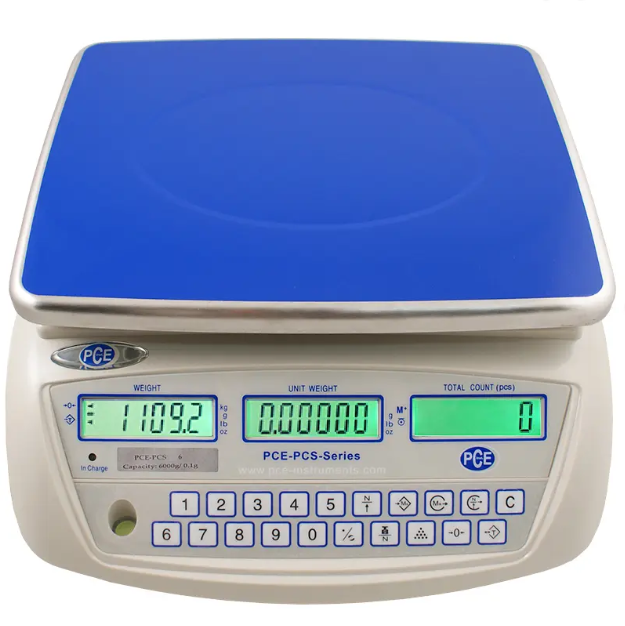 PCE
WEIGHT UNIT WEIGHT TOTAL COUNT (pcs)
→0← 1109.2 kg g lb oz 0.00000 g lb oz M+ 0
In Charge
PCE-PCS 6
Capacity: 6000g/ 0.1g
PCE-PCS-Series
www.pce-instruments.com
PCE
1 2 3 4 5 C
6 7 8 9 0 →0←